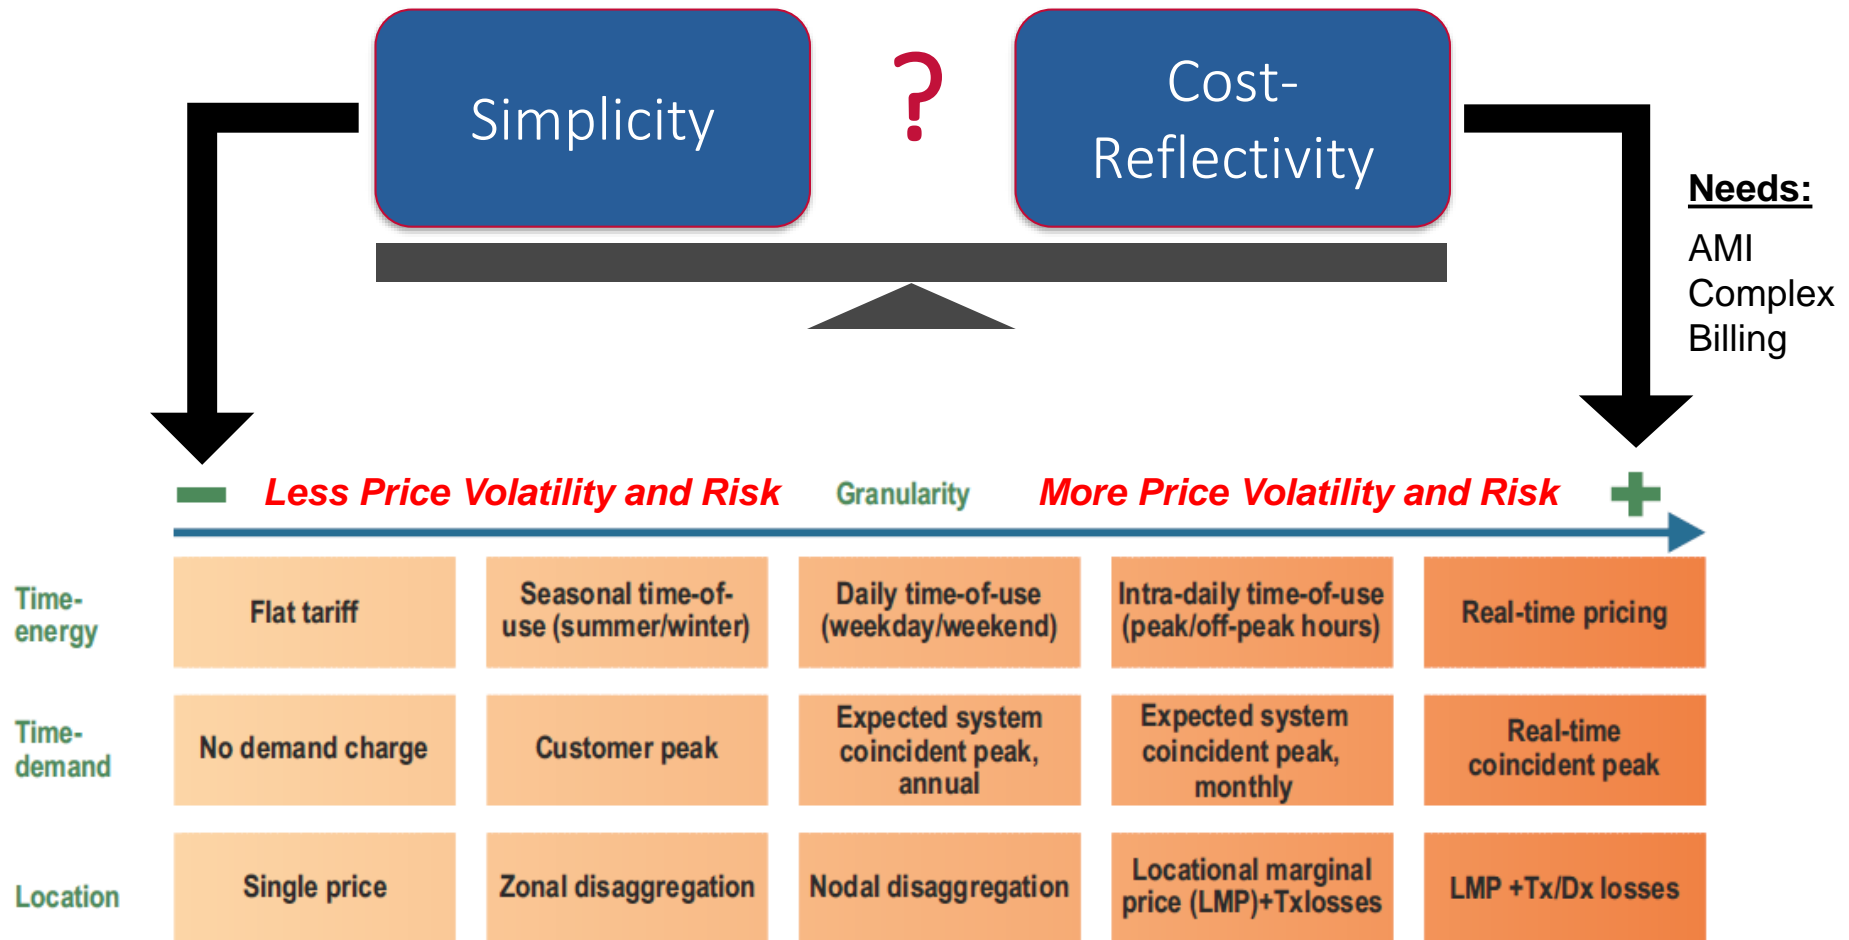 Simplicity
?
Cost-
Reflectivity
Needs:
AMI
Complex
Billing
Less Price Volatility and Risk
Granularity
More Price Volatility and Risk
Time-
energy
Flat tariff
Seasonal time-of-
use (summer/winter)
Daily time-of-use
(weekday/weekend)
Intra-daily time-of-use
(peak/off-peak hours)
Real-time pricing
Time-
demand
No demand charge
Customer peak
Expected system
coincident peak,
annual
Expected system
coincident peak,
monthly
Real-time
coincident peak
Location
Single price
Zonal disaggregation
Nodal disaggregation
Locational marginal
price (LMP)+Txlosses
LMP +Tx/Dx losses